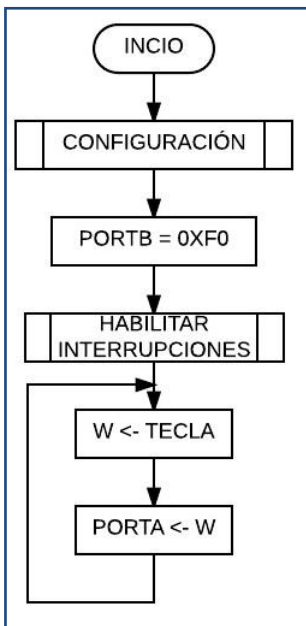 INCIO
CONFIGURACIÓN
PORTB = 0XF0
HABILITAR
INTERRUPCIONES
W <- TECLA
PORTA <- W